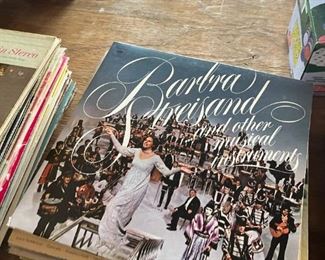 in Stereo
Barbra
Streisand
and other
musical
instruments